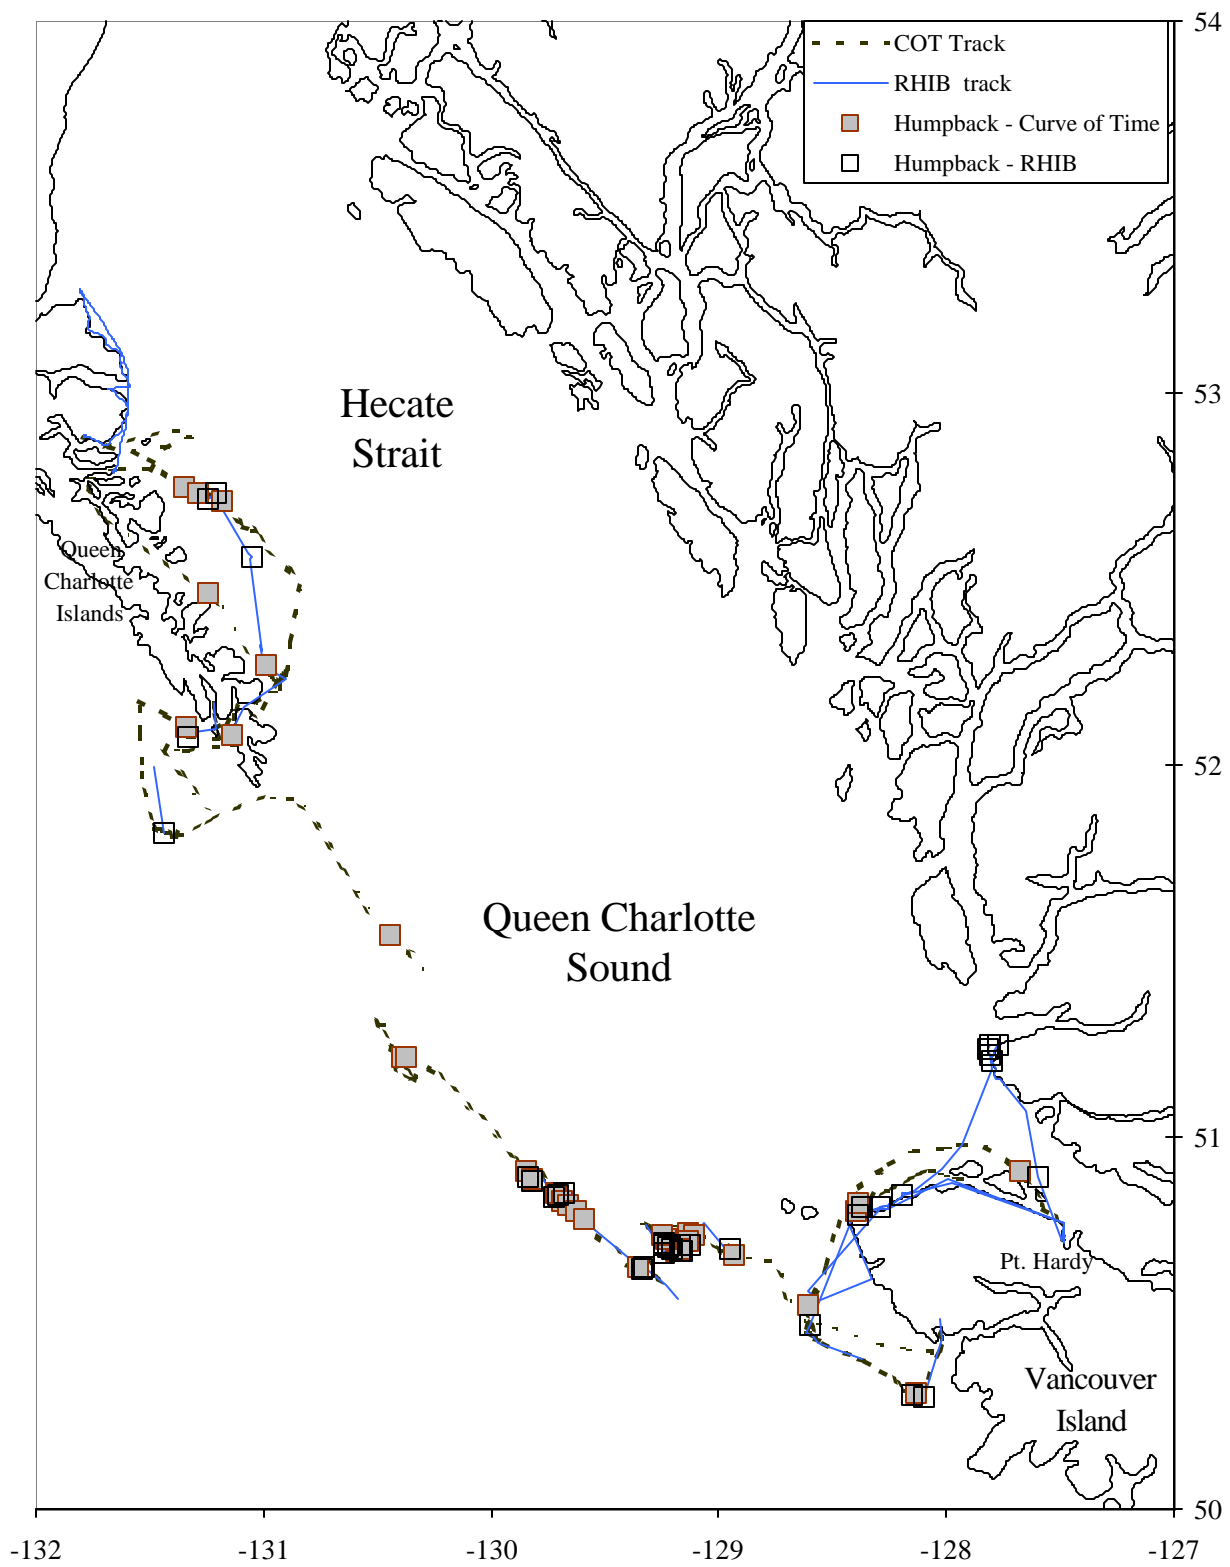 54
COT Track
RHIB track
Humpback - Curve of Time
Humpback - RHIB
53
Hecate
Strait
Queen
Charlotte
Islands
52
Queen Charlotte
Sound
51
Pt. Hardy
Vancouver
Island
50
-132
-131
-130
-129
-128
-127